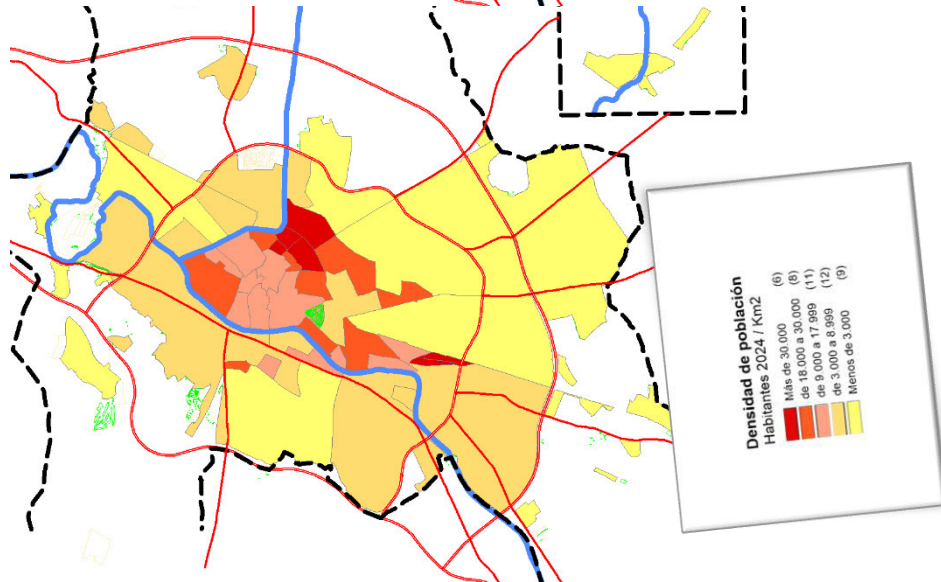 Densidad de población
Habitantes 2024 / Km2
Más de 30.000 (6)
de 18.000 a 30.000 (8)
de 9.000 a 17.999 (11)
de 3.000 a 8.999 (12)
Menos de 3.000 (9)